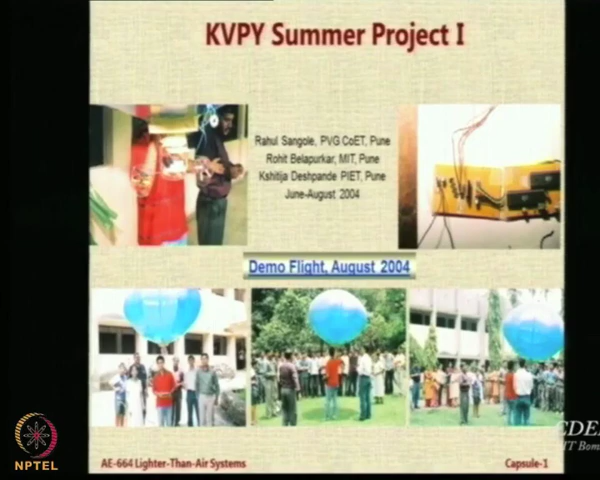 KVPY Summer Project I
Rahul Sangole, PVG CoET, Pune
Rohit Belapurkar, MIT, Pune
Kshitija Deshpande PIET, Pune
June-August 2004
Demo Flight, August 2004
AE-664 Lighter-Than-Air Systems
Capsule-1
NPTEL